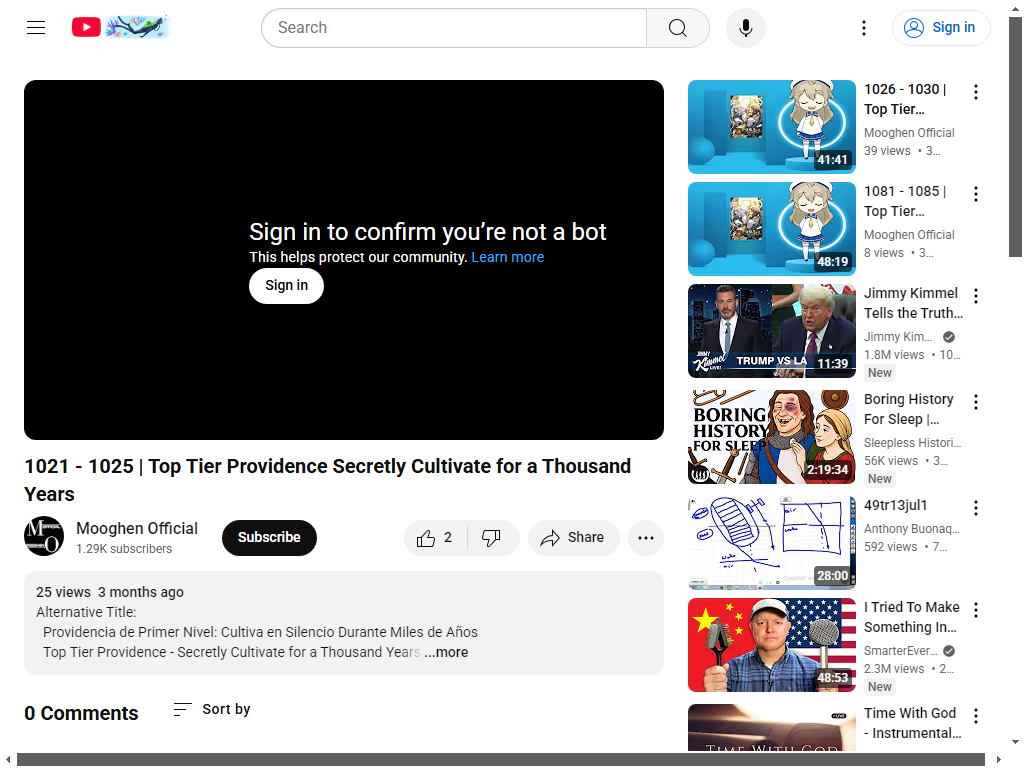 Search
Sign in
Sign in to confirm you're not a bot
This helps protect our community. Learn more
Sign in
1021 - 1025 | Top Tier Providence Secretly Cultivate for a Thousand
Years
Mooghen Official
1.29K subscribers
Subscribe
2
Share
25 views 3 months ago
Alternative Title:
Providencia de Primer Nivel: Cultiva en Silencio Durante Miles de Años
Top Tier Providence - Secretly Cultivate for a Thousand Years ...more
0 Comments
Sort by
41:41
1026 - 1030 |
Top Tier…
Mooghen Official
39 views • 3…
48:19
1081 - 1085 |
Top Tier…
Mooghen Official
8 views • 3…
JIMMY
Kimmel
LIVE!
TRUMP VS LA
11:39
Jimmy Kimmel
Tells the Truth…
Jimmy Kim…
1.8M views • 10…
New
BORING
HISTORY
FOR SLEEP
2:19:34
Boring History
For Sleep |…
Sleepless Histori…
56K views • 3…
New
28:00
49tr13jul1
Anthony Buonaq…
592 views • 7…
48:53
I Tried To Make
Something In…
SmarterEver…
2.3M views • 2…
New
LIVE
TIME WITH GOD
Time With God
- Instrumental…